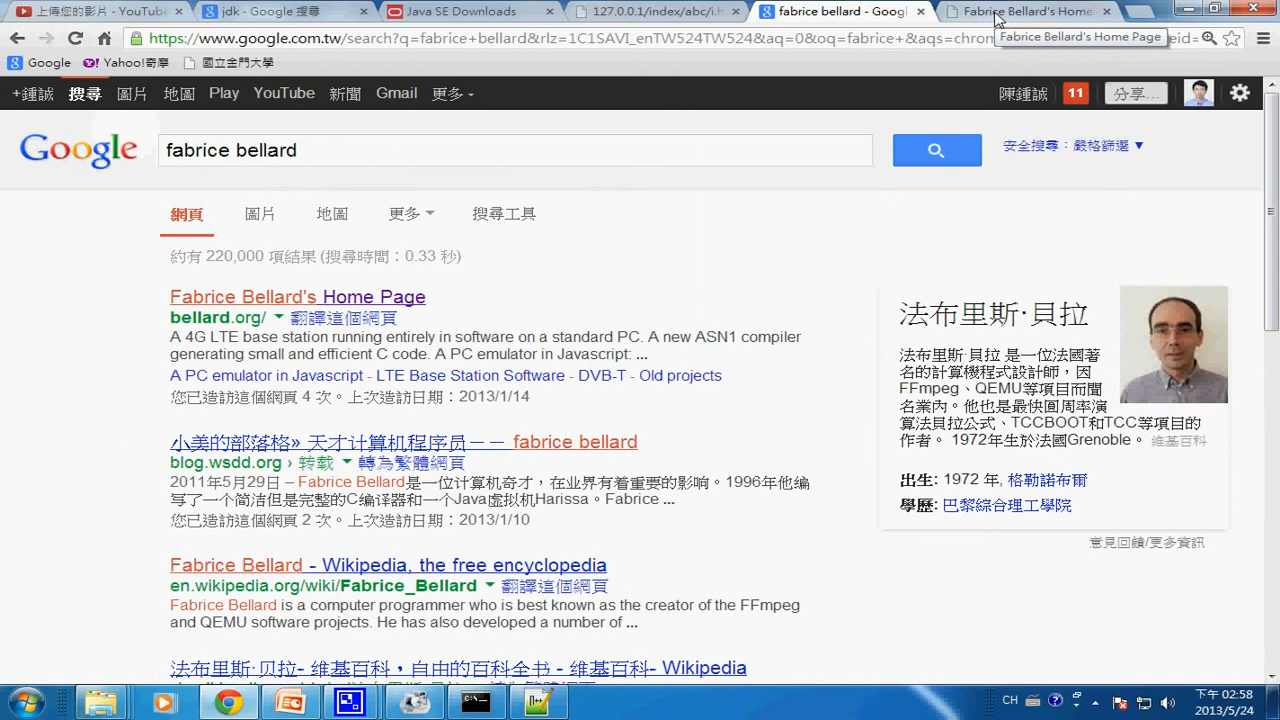 上傳您的影片 - YouTube
jdk - Google 搜尋
Java SE Downloads
127.0.0.1/index/abc/i
fabrice bellard - Googl
Fabrice Bellard's Home
https://www.google.com.tw/search?q=fabrice+bellard&rlz=1C1SAVI_enTW524TW524&aq=0&oq=fabrice+&aqs=chrom
eid=
Fabrice Bellard's Home Page
Google
Yahoo!奇摩
國立金門大學
+鍾誠 搜尋 圖片 地圖 Play YouTube 新聞 Gmail 更多
陳鍾誠 11 分享...
Google
fabrice bellard
安全搜尋：嚴格篩選 ▼
網頁 圖片 地圖 更多 搜尋工具
約有 220,000 項結果 (搜尋時間：0.33 秒)
Fabrice Bellard's Home Page
bellard.org/ 翻譯這個網頁
A 4G LTE base station running entirely in software on a standard PC. A new ASN1 compiler
generating small and efficient C code. A PC emulator in Javascript: ...
A PC emulator in Javascript - LTE Base Station Software - DVB-T - Old projects
您已造訪這個網頁 4 次。上次造訪日期：2013/1/14
小美的部落格» 天才计算机程序员－－ fabrice bellard
blog.wsdd.org › 转载 轉為繁體網頁
2011年5月29日 – Fabrice Bellard是一位计算机奇才，在业界有着重要的影响。1996年他编
写了一个简洁但是完整的C编译器和一个Java虚拟机Harissa。Fabrice ...
您已造訪這個網頁 2 次。上次造訪日期：2013/1/10
Fabrice Bellard - Wikipedia, the free encyclopedia
en.wikipedia.org/wiki/Fabrice_Bellard 翻譯這個網頁
Fabrice Bellard is a computer programmer who is best known as the creator of the FFmpeg
and QEMU software projects. He has also developed a number of ...
法布里斯·贝拉- 维基百科，自由的百科全书 - 维基百科- Wikipedia
法布里斯·貝拉
法布里斯·貝拉 是一位法國著
名的計算機程式設計師，因
FFmpeg、QEMU等項目而聞
名業內。他也是最快圓周率演
算法貝拉公式、TCCBOOT和TCC等項目的
作者。 1972年生於法國Grenoble。 維基百科
出生: 1972 年, 格勒諾布爾
學歷: 巴黎綜合理工學院
意見回饋/更多資訊
CH
下午 02:58
2013/5/24